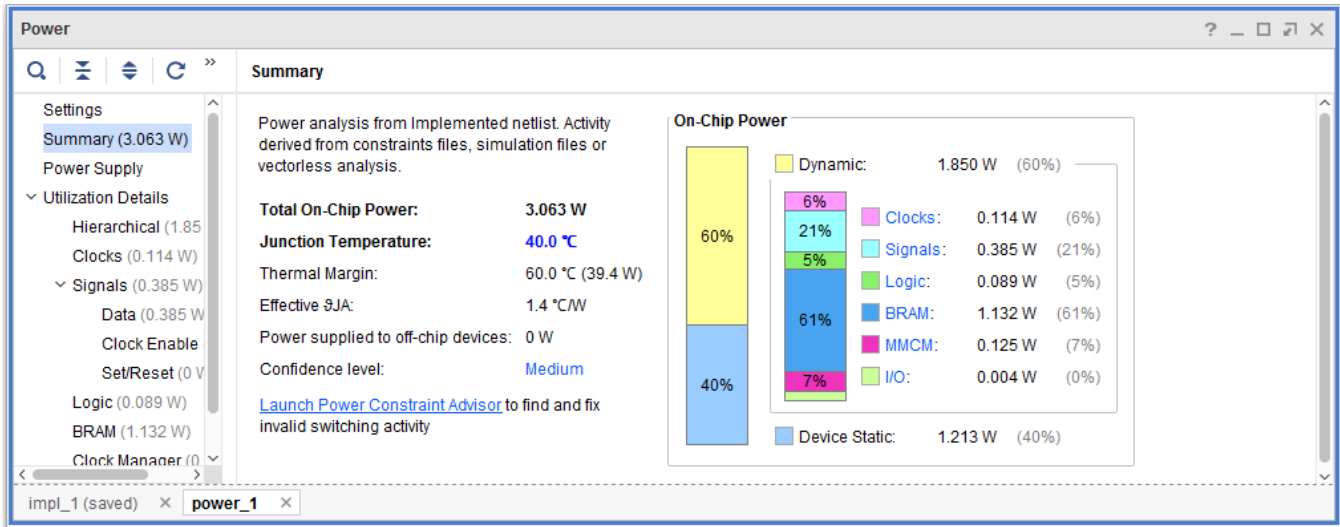 Power
? _
Summary
Settings
Summary (3.063 W)
Power Supply
Utilization Details
Hierarchical (1.85
Clocks (0.114 W)
Signals (0.385 W)
Data (0.385 W
Clock Enable
Set/Reset (0 W
Logic (0.089 W)
BRAM (1.132 W)
Clock Manager (0
Power analysis from Implemented netlist. Activity
derived from constraints files, simulation files or
vectorless analysis.
Total On-Chip Power: 3.063 W
Junction Temperature: 40.0 °C
Thermal Margin: 60.0 °C (39.4 W)
Effective ϑJA: 1.4 °C/W
Power supplied to off-chip devices: 0 W
Confidence level: Medium
Launch Power Constraint Advisor to find and fix
invalid switching activity
On-Chip Power
60%
40%
Dynamic: 1.850 W (60%)
6%
21%
5%
61%
7%
Clocks: 0.114 W (6%)
Signals: 0.385 W (21%)
Logic: 0.089 W (5%)
BRAM: 1.132 W (61%)
MMCM: 0.125 W (7%)
I/O: 0.004 W (0%)
Device Static: 1.213 W (40%)
impl_1 (saved) ×
power_1 ×